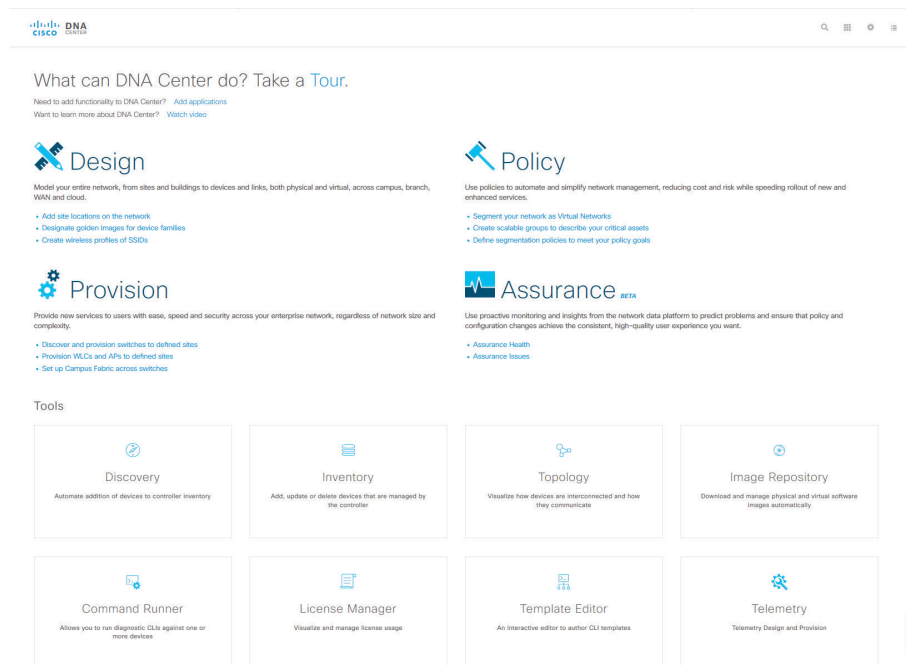 CISCO DNA CENTER
What can DNA Center do? Take a Tour.
Need to add functionality to DNA Center? Add applications
Want to learn more about DNA Center? Watch video
Design
Model your entire network, from sites and buildings to devices and links, both physical and virtual, across campus, branch,
WAN and cloud.
• Add site locations on the network
• Designate golden images for device families
• Create wireless profiles of SSIDs
Policy
Use policies to automate and simplify network management, reducing cost and risk while speeding rollout of new and
enhanced services.
• Segment your network as Virtual Networks
• Create scalable groups to describe your critical assets
• Define segmentation policies to meet your policy goals
Provision
Provide new services to users with ease, speed and security across your enterprise network, regardless of network size and
complexity.
• Discover and provision switches to defined sites
• Provision WLCs and APs to defined sites
• Set up Campus Fabric across switches
Assurance BETA
Use proactive monitoring and insights from the network data platform to predict problems and ensure that policy and
configuration changes achieve the consistent, high-quality user experience you want.
• Assurance Health
• Assurance Issues
Tools
Discovery
Automate addition of devices to controller inventory
Inventory
Add, update or delete devices that are managed by
the controller
Topology
Visualize how devices are interconnected and how
they communicate
Image Repository
Download and manage physical and virtual software
images automatically
Command Runner
Allows you to run diagnostic CLIs against one or
more devices
License Manager
Visualize and manage license usage
Template Editor
An interactive editor to author CLI templates
Telemetry
Telemetry Design and Provision